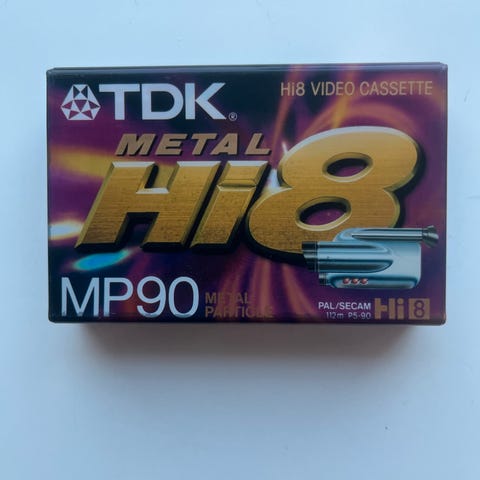 TDK®
Hi8 VIDEO CASSETTE
METAL
Hi8
MP90
METAL
PARTICLE
PAL/SECAM
112m P5-90
Hi8